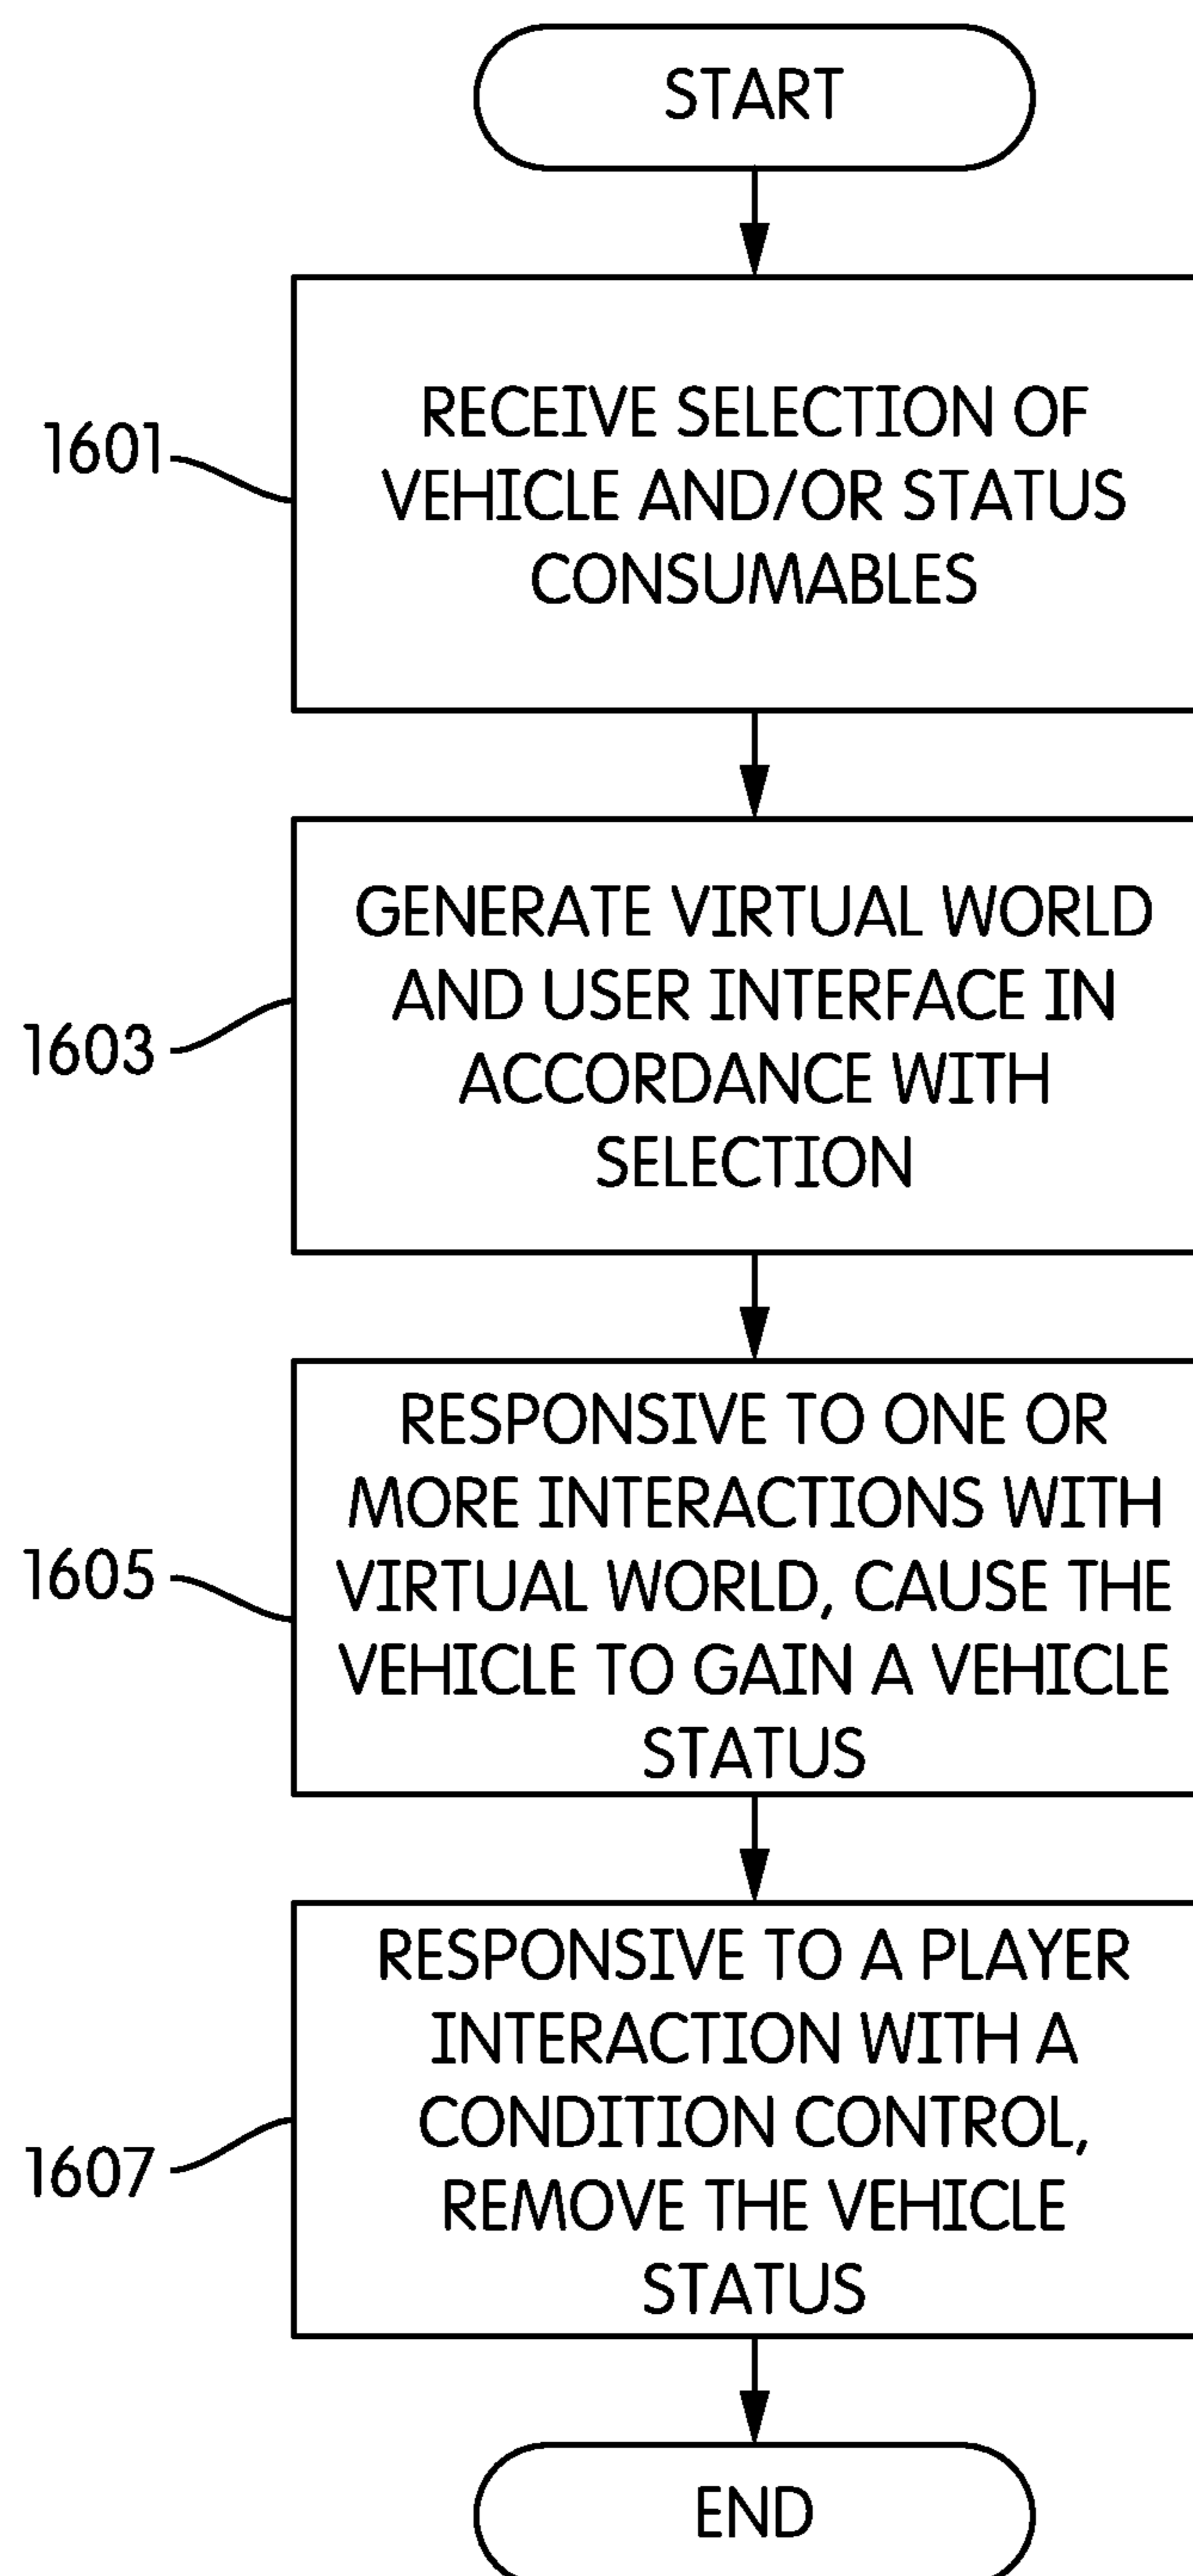 START
1601
RECEIVE SELECTION OF
VEHICLE AND/OR STATUS
CONSUMABLES
1603
GENERATE VIRTUAL WORLD
AND USER INTERFACE IN
ACCORDANCE WITH
SELECTION
1605
RESPONSIVE TO ONE OR
MORE INTERACTIONS WITH
VIRTUAL WORLD, CAUSE THE
VEHICLE TO GAIN A VEHICLE
STATUS
1607
RESPONSIVE TO A PLAYER
INTERACTION WITH A
CONDITION CONTROL,
REMOVE THE VEHICLE
STATUS
END